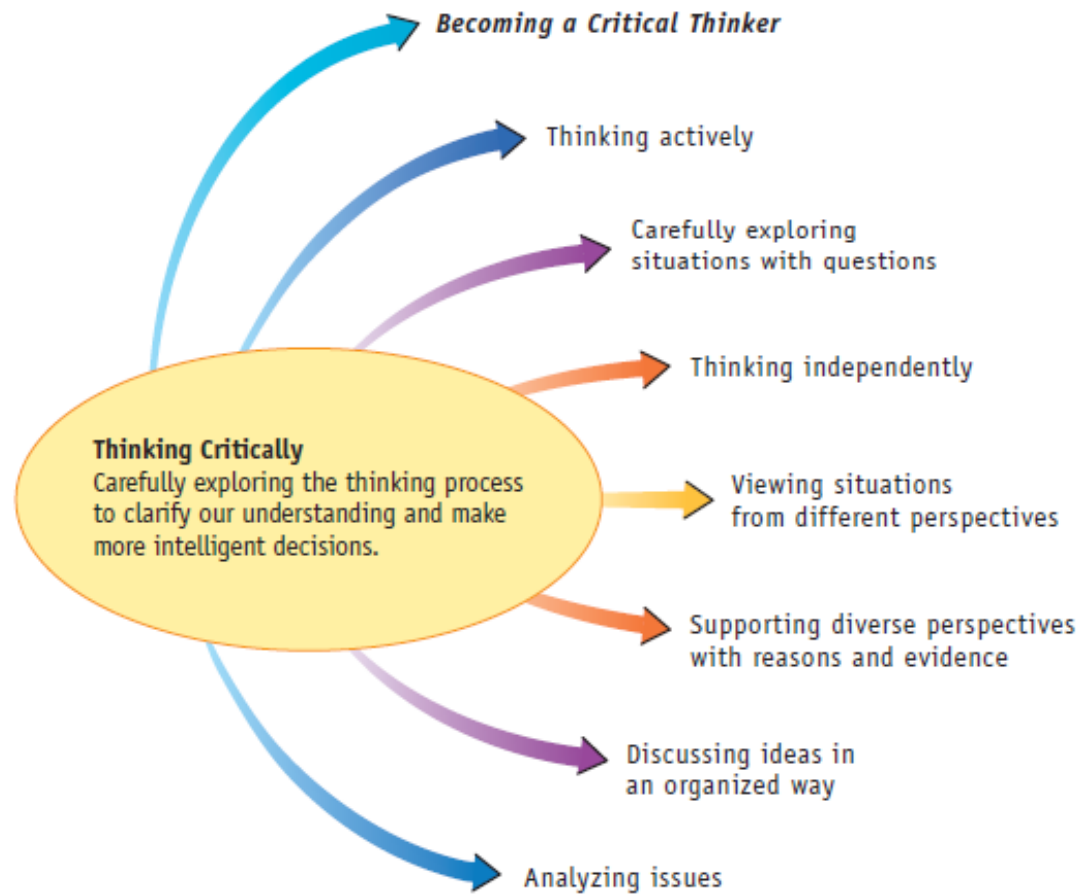 Becoming a Critical Thinker
Thinking actively
Carefully exploring
situations with questions
Thinking independently
Thinking Critically
Carefully exploring the thinking process
to clarify our understanding and make
more intelligent decisions.
Viewing situations
from different perspectives
Supporting diverse perspectives
with reasons and evidence
Discussing ideas in
an organized way
Analyzing issues